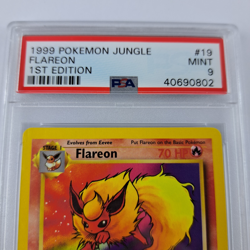 1999 POKEMON JUNGLE #19
FLAREON MINT
1ST EDITION PSA 9
40690802
Evolves from Eevee Put Flareon on the Basic Pokémon
Flareon 70 HP